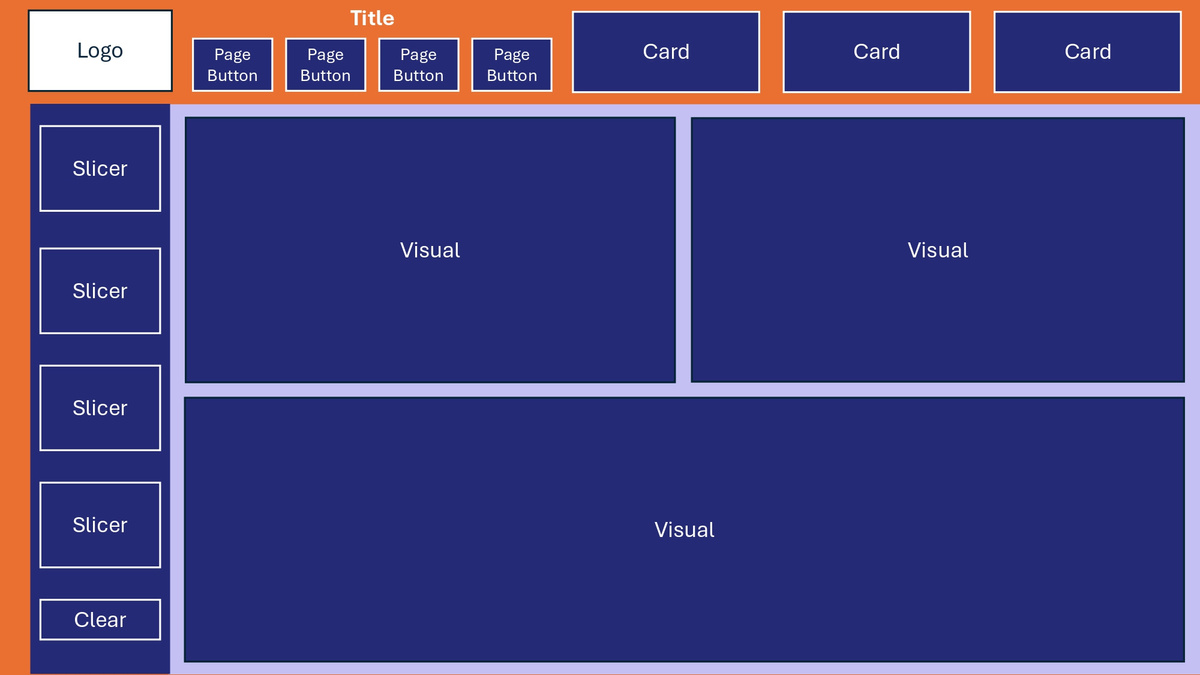 Logo
Title
Page
Button
Page
Button
Page
Button
Page
Button
Card
Card
Card
Slicer
Slicer
Slicer
Slicer
Clear
Visual
Visual
Visual